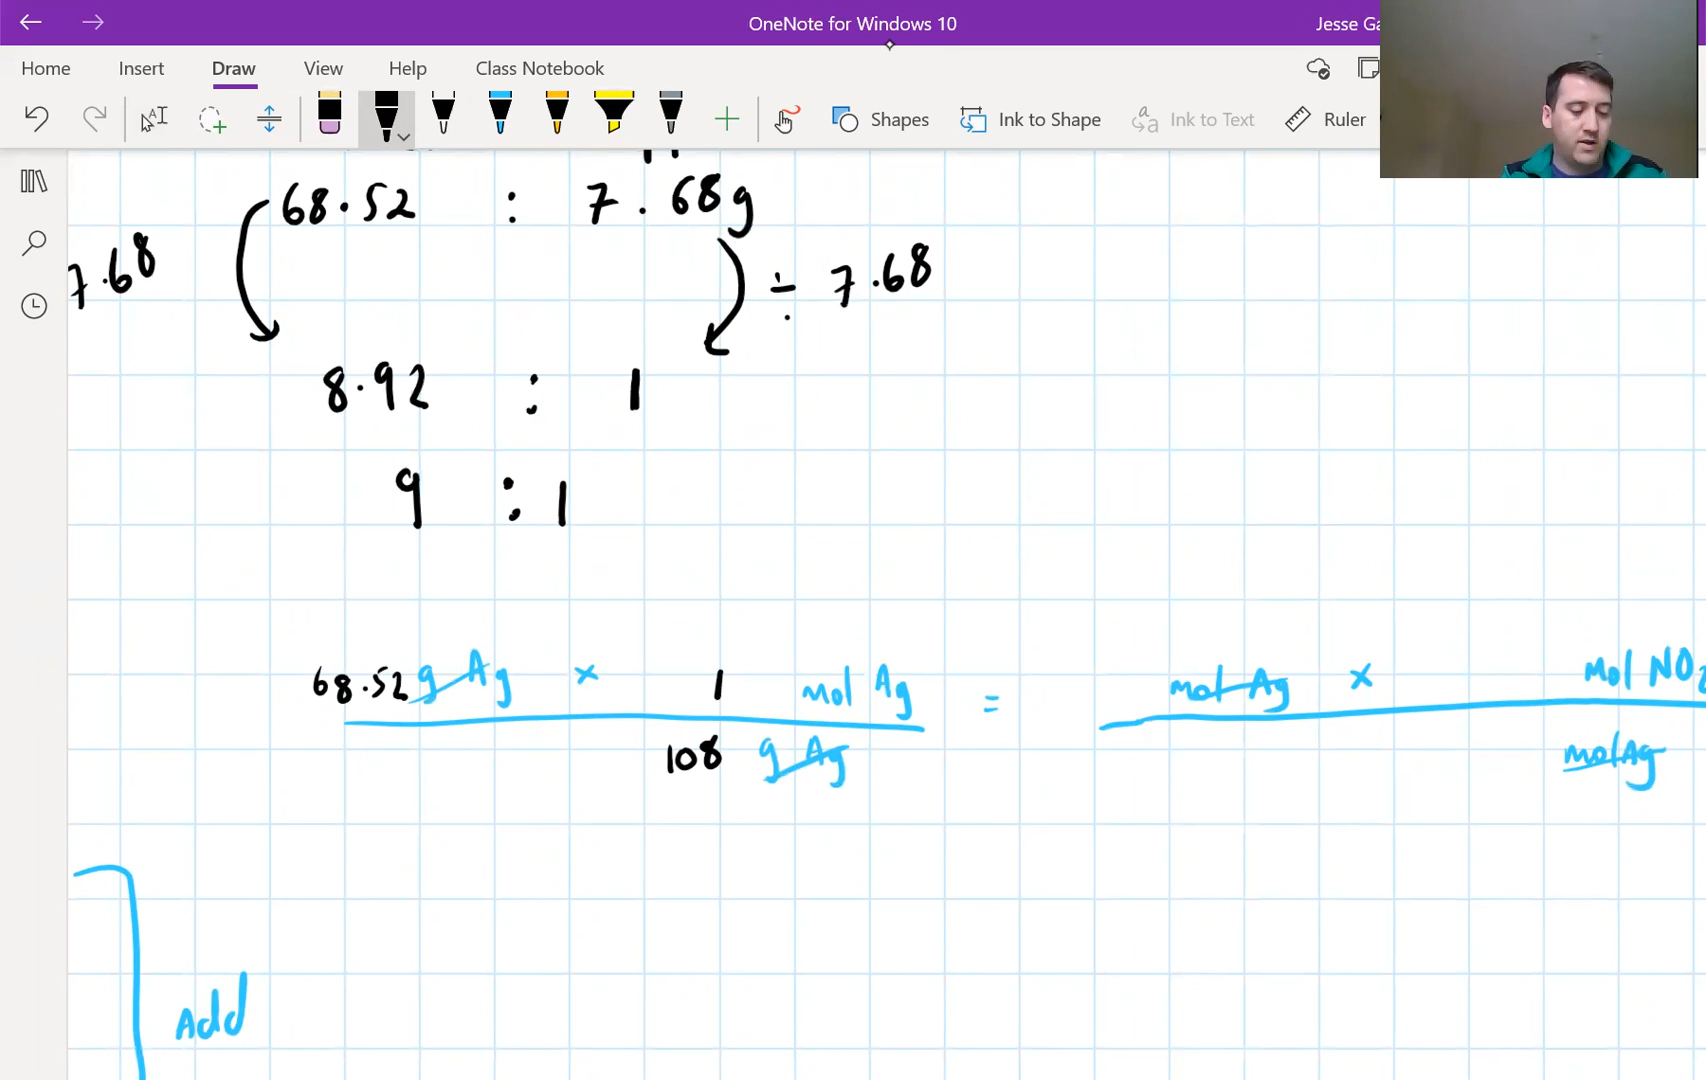 OneNote for Windows 10
Jesse Ga
Home Insert Draw View Help Class Notebook
Shapes Ink to Shape Ink to Text Ruler
68.52 : 7.68g
7.68 ÷ 7.68
8.92 : 1
9 : 1
68.52 g Ag × 1 mol Ag = mol Ag × mol NO2
108 g Ag mol Ag
Add